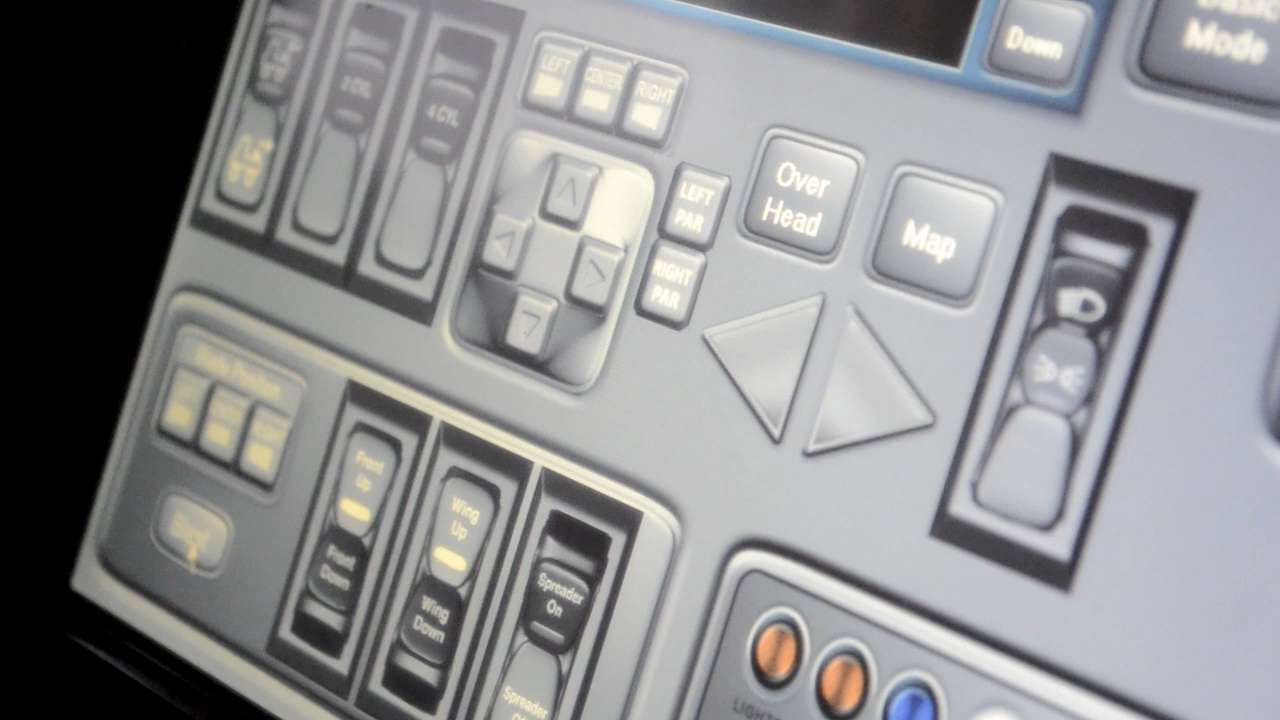 Down
Basic
Mode
2 CYL
4 CYL
LEFT
CENTER
RIGHT
LEFT
PAR
RIGHT
PAR
Over
Head
Map
Front
Up
Front
Down
Wing
Up
Wing
Down
Spreader
On
Spreader
LIGHTS